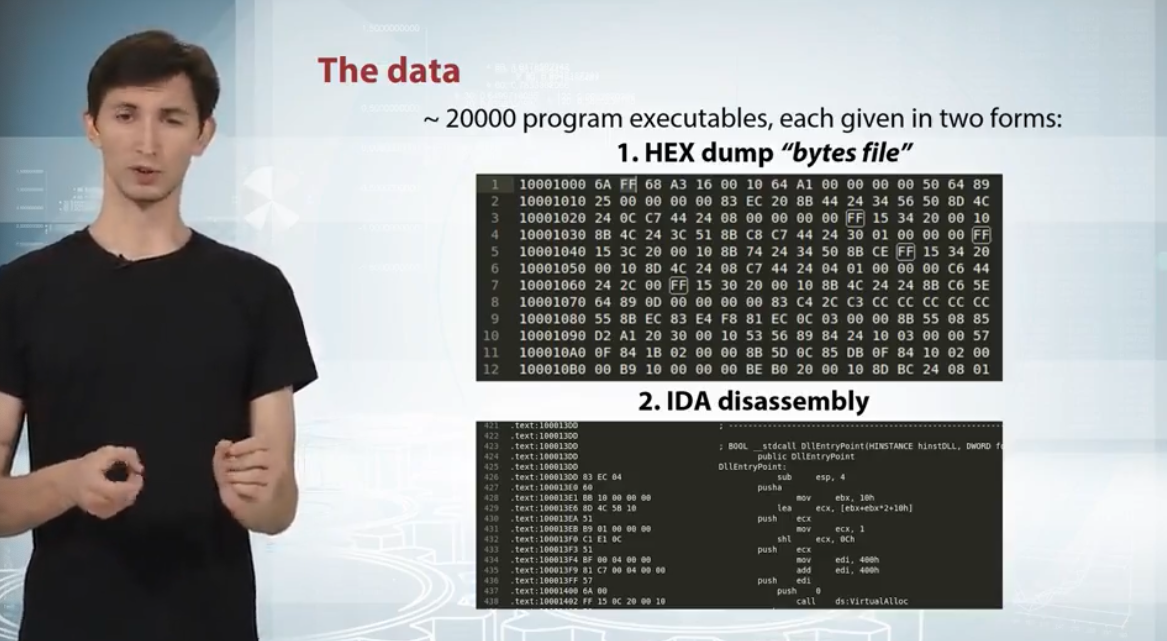 The data
~ 20000 program executables, each given in two forms:
1. HEX dump "bytes file"
1 10001000 6A FF 68 A3 16 00 10 64 A1 00 00 00 00 50 64 89
2 10001010 25 00 00 00 00 83 EC 20 8B 44 24 34 56 50 8D 4C
3 10001020 24 0C C7 44 24 08 00 00 00 00 FF 15 34 20 00 10
4 10001030 8B 4C 24 3C 51 8B C8 C7 44 24 30 01 00 00 00 FF
5 10001040 15 3C 20 00 10 8B 74 24 34 50 8B CE FF 15 34 20
6 10001050 00 10 8D 4C 24 08 C7 44 24 04 01 00 00 00 C6 44
7 10001060 24 2C 00 FF 15 30 20 00 10 8B 4C 24 24 8B C6 5E
8 10001070 64 89 0D 00 00 00 00 83 C4 2C C3 CC CC CC CC CC
9 10001080 55 8B EC 83 E4 F8 81 EC 0C 03 00 00 8B 55 08 85
10 10001090 D2 A1 20 30 00 10 53 56 89 84 24 10 03 00 00 57
11 100010A0 0F 84 1B 02 00 00 8B 5D 0C 85 DB 0F 84 10 02 00
12 100010B0 00 B9 10 00 00 00 BE B0 20 00 10 8D BC 24 08 01
2. IDA disassembly
421 .text:100013DD ; ----------------------------------------------------
422 .text:100013DD
423 .text:100013DD ; BOOL __stdcall DllEntryPoint(HINSTANCE hinstDLL, DWORD f
424 .text:100013DD public DllEntryPoint
425 .text:100013DD DllEntryPoint:
426 .text:100013DD 83 EC 04 sub esp, 4
427 .text:100013E0 60 pusha
428 .text:100013E1 BB 10 00 00 00 mov ebx, 10h
429 .text:100013E6 8D 4C 5B 10 lea ecx, [ebx+ebx*2+10h]
430 .text:100013EA 51 push ecx
431 .text:100013EB B9 01 00 00 00 mov ecx, 1
432 .text:100013F0 C1 E1 0C shl ecx, 0Ch
433 .text:100013F3 51 push ecx
434 .text:100013F4 BF 00 04 00 00 mov edi, 400h
435 .text:100013F9 81 C7 00 04 00 00 add edi, 400h
436 .text:100013FF 57 push edi
437 .text:10001400 6A 00 push 0
438 .text:10001402 FF 15 0C 20 00 10 call ds:VirtualAlloc